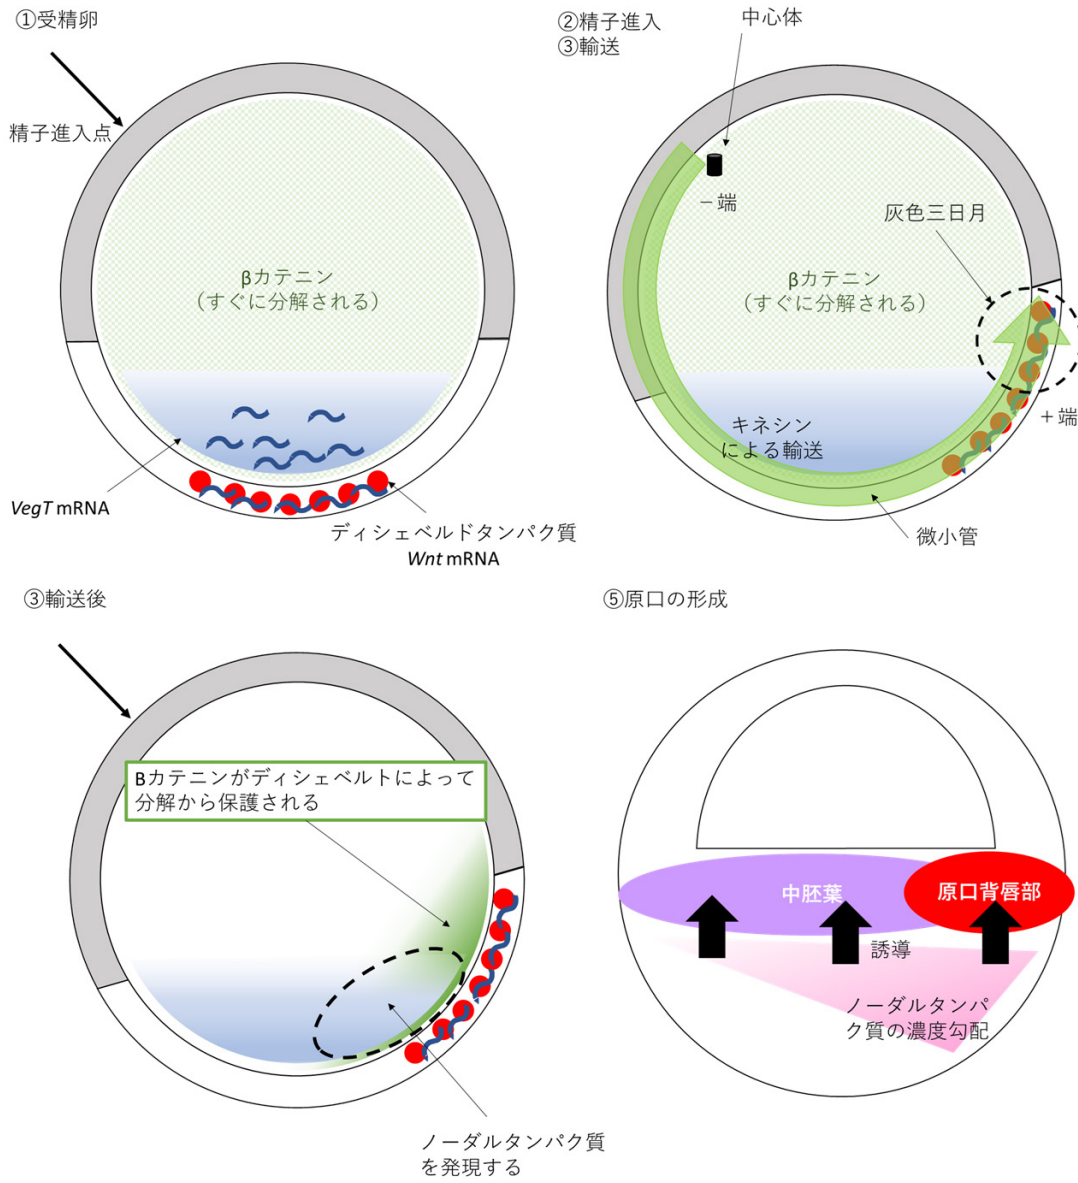 ①受精卵
精子進入点
βカテニン
（すぐに分解される）
VegT mRNA
ディシェベルドタンパク質
Wnt mRNA
②精子進入
③輸送
中心体
－端
灰色三日月
βカテニン
（すぐに分解される）
キネシン
による輸送
＋端
微小管
③輸送後
Bカテニンがディシェベルトによって
分解から保護される
ノーダルタンパク質
を発現する
⑤原口の形成
中胚葉
原口背唇部
誘導
ノーダルタンパ
ク質の濃度勾配